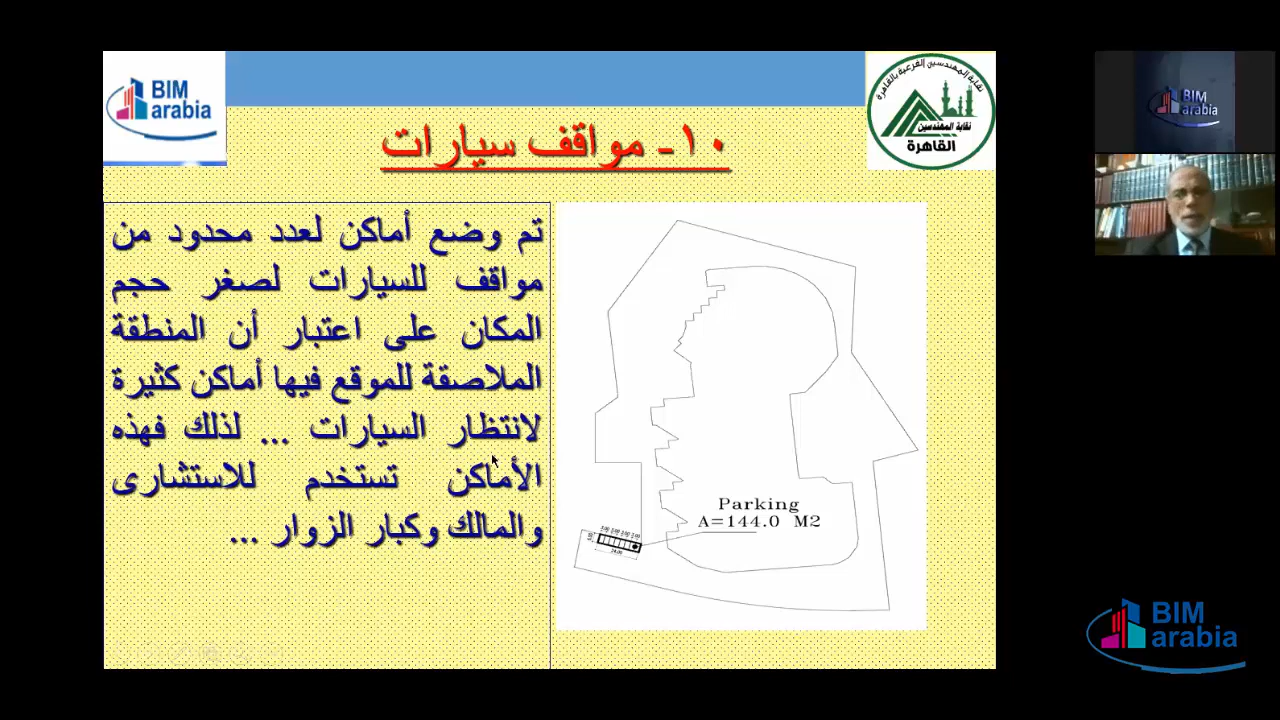 BIM
arabia
نقابة المهندسين الفرعية بالقاهرة
نقابة المهندسين
القاهرة
١٠- مواقف سيارات
تم وضع أماكن لعدد محدود من
مواقف للسيارات لصغر حجم
المكان على اعتبار أن المنطقة
الملاصقة للموقع فيها أماكن كثيرة
لانتظار السيارات ... لذلك فهذه
الأماكن تستخدم للاستشارى
والمالك وكبار الزوار ...
Parking
A=144.0 M2
BIM
arabia
BIM
arabia